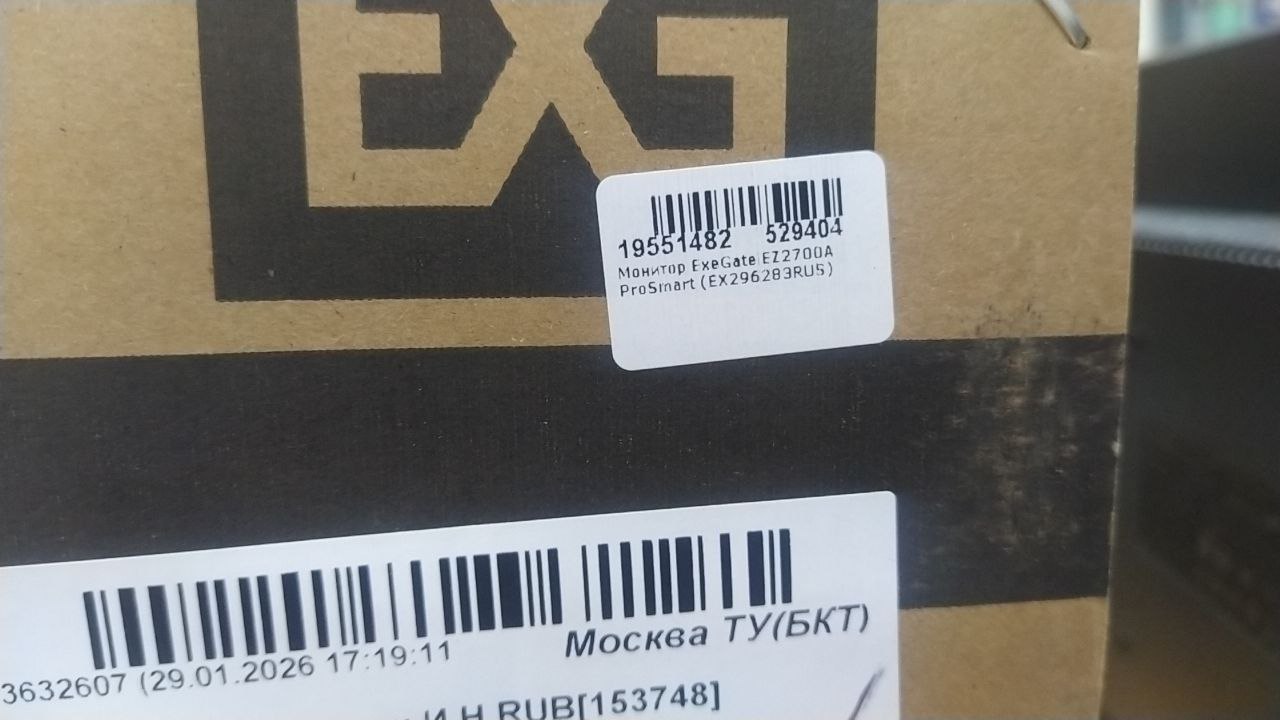 EXG
19551482 529404
Монитор ExeGate EZ2700A
ProSmart (EX296283RUS)
Москва ТУ(БКТ)
3632607 (29.01.2026 17:19:11
И Н RUB[153748]